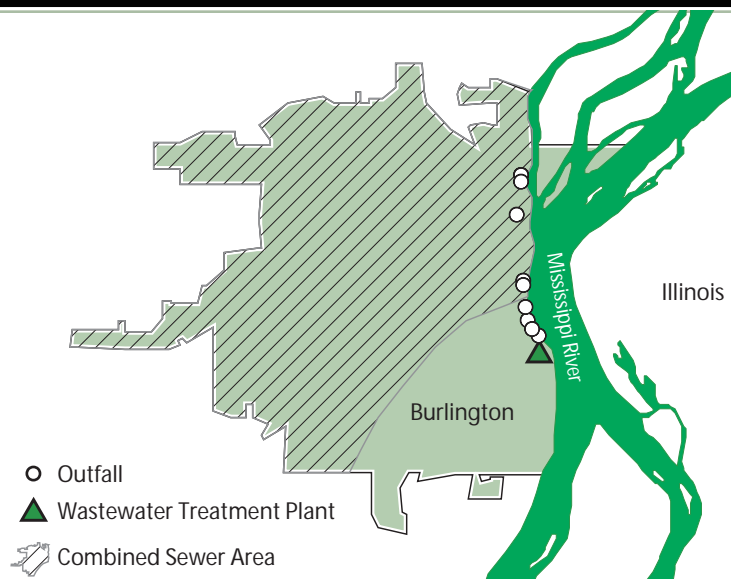 Mississippi River
Illinois
Burlington
Outfall
Wastewater Treatment Plant
Combined Sewer Area